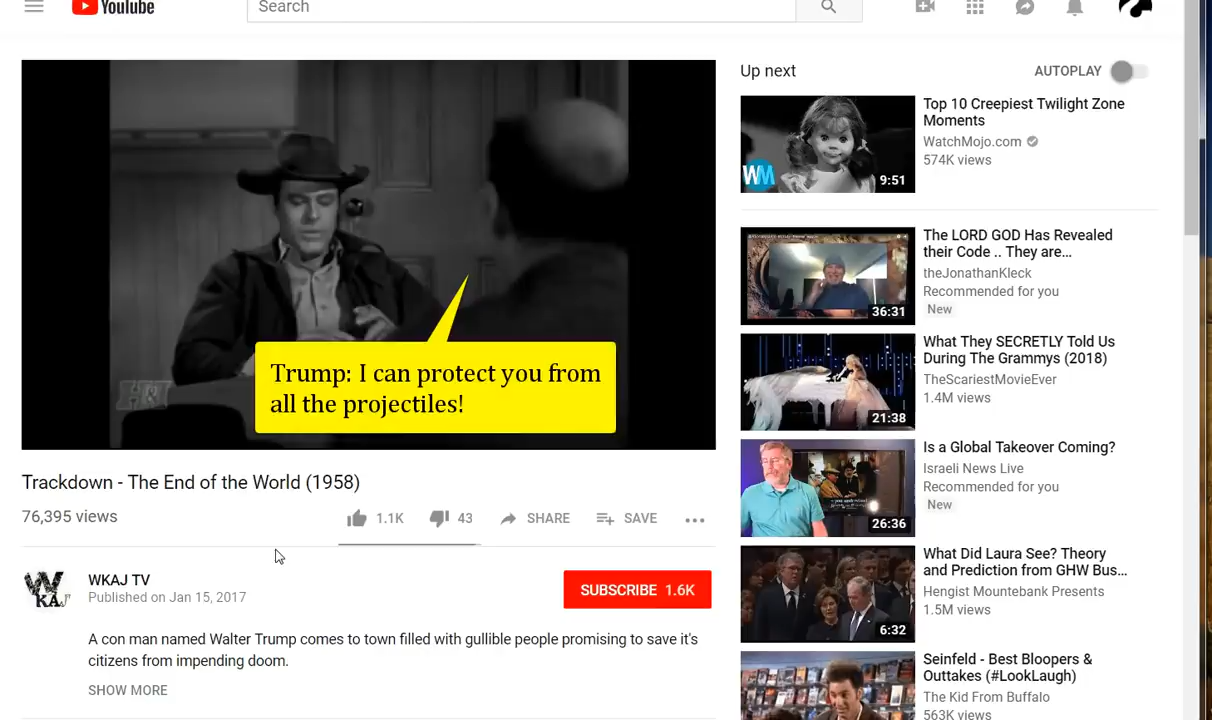 YouTube
Search
Up next
AUTOPLAY
Top 10 Creepiest Twilight Zone
Moments
WatchMojo.com
574K views
WM
9:51
The LORD GOD Has Revealed
their Code .. They are...
theJonathanKleck
Recommended for you
New
36:31
What They SECRETLY Told Us
During The Grammys (2018)
TheScariestMovieEver
1.4M views
21:38
Is a Global Takeover Coming?
Israeli News Live
Recommended for you
New
26:36
What Did Laura See? Theory
and Prediction from GHW Bus...
Hengist Mountebank Presents
1.5M views
6:32
Seinfeld - Best Bloopers &
Outtakes (#LookLaugh)
The Kid From Buffalo
563K views
H&I
Trump: I can protect you from
all the projectiles!
Trackdown - The End of the World (1958)
76,395 views
1.1K
43
SHARE
SAVE
WKAJ
WKAJ TV
Published on Jan 15, 2017
SUBSCRIBE 1.6K
A con man named Walter Trump comes to town filled with gullible people promising to save it's
citizens from impending doom.
SHOW MORE